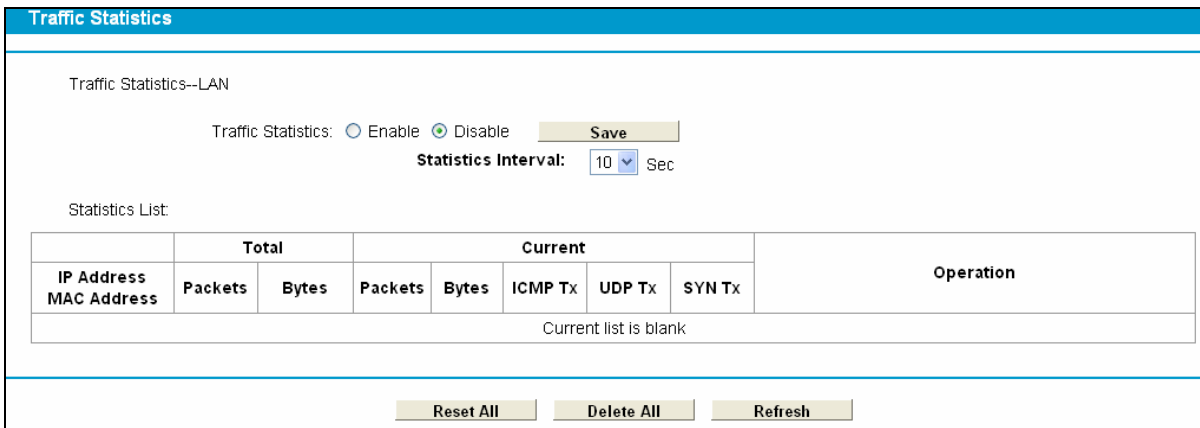 Traffic Statistics
Traffic Statistics--LAN
Traffic Statistics: Enable Disable Save
Statistics Interval: 10 Sec
Statistics List:
Total Current Operation
IP Address MAC Address Packets Bytes Packets Bytes ICMP Tx UDP Tx SYN Tx
Current list is blank
Reset All Delete All Refresh